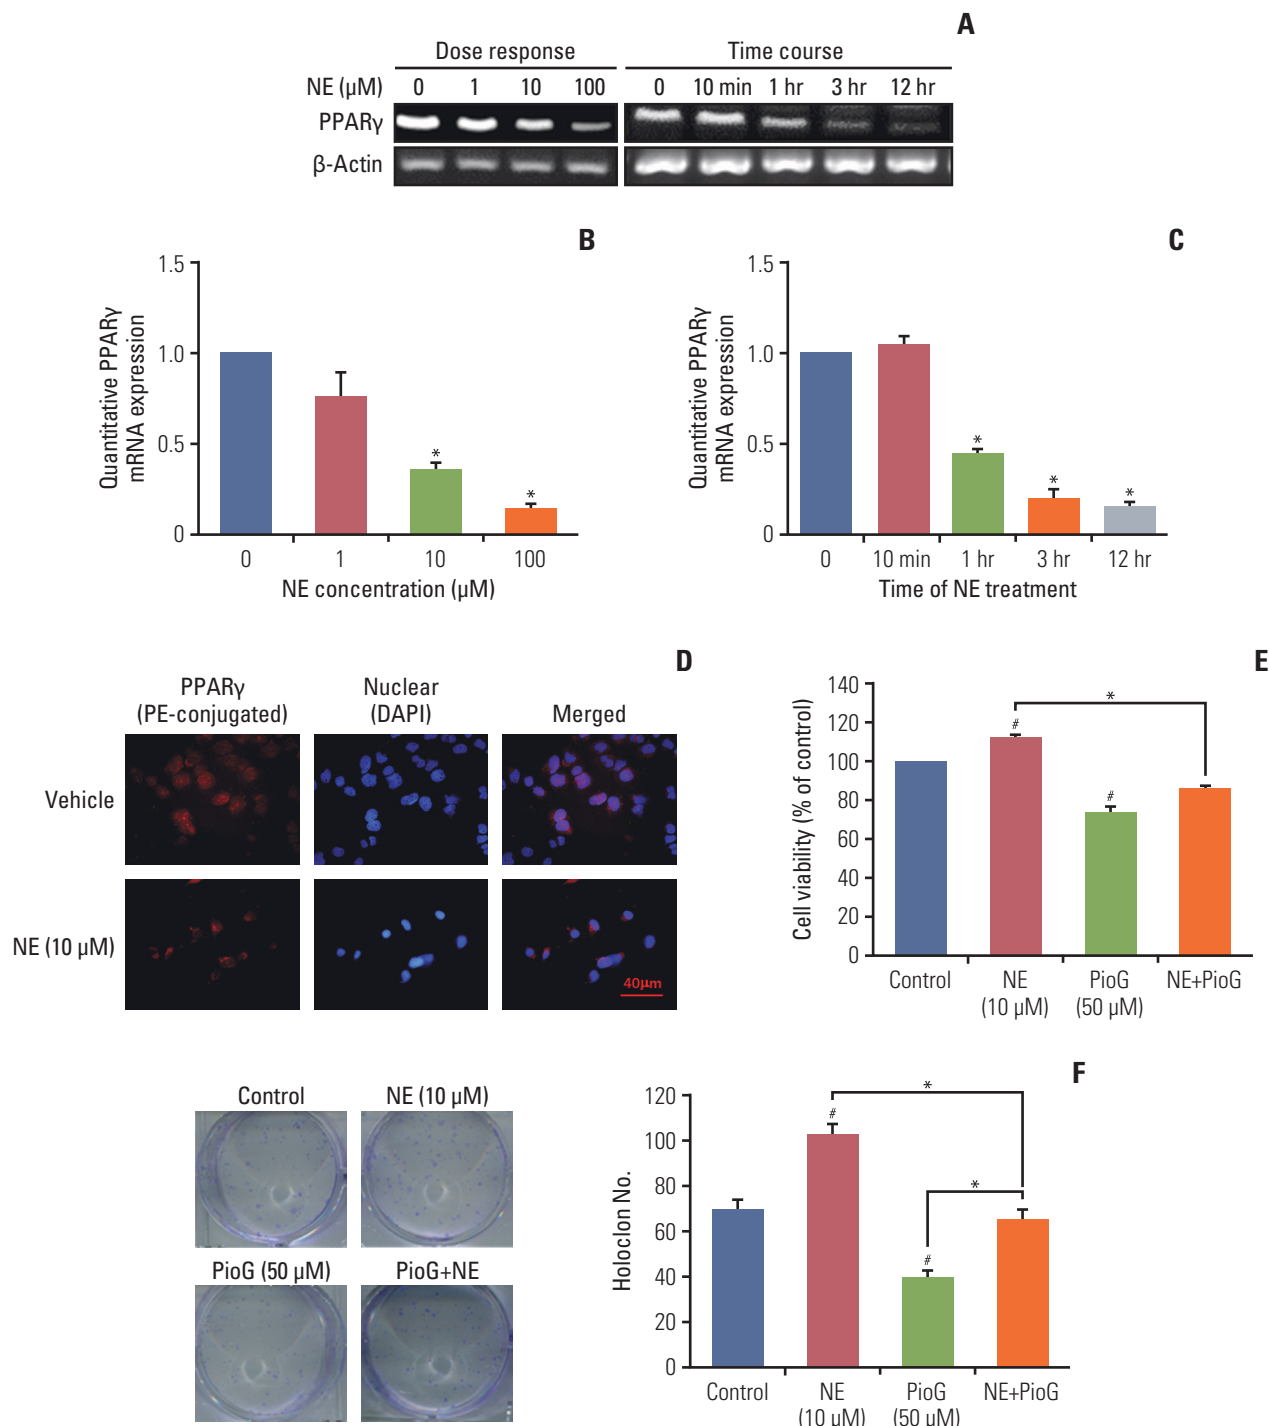 A
Dose response Time course
NE (µM) 0 1 10 100 0 10 min 1 hr 3 hr 12 hr
PPARγ
β-Actin
B
Quantitative PPARγ
mRNA expression
1.5
1.0
0.5
0
*
*
0 1 10 100
NE concentration (µM)
C
Quantitative PPARγ
mRNA expression
1.5
1.0
0.5
0
*
*
*
0 10 min 1 hr 3 hr 12 hr
Time of NE treatment
D
PPARγ
(PE-conjugated)
Nuclear
(DAPI)
Merged
Vehicle
NE (10 µM)
40µm
E
Cell viability (% of control)
140
120
100
80
60
40
20
0
*
#
#
Control NE
(10 µM)
PioG
(50 µM)
NE+PioG
Control NE (10 µM)
PioG (50 µM) PioG+NE
F
Holoclon No.
120
100
80
60
40
20
0
*
#
*
#
Control NE
(10 µM)
PioG
(50 µM)
NE+PioG